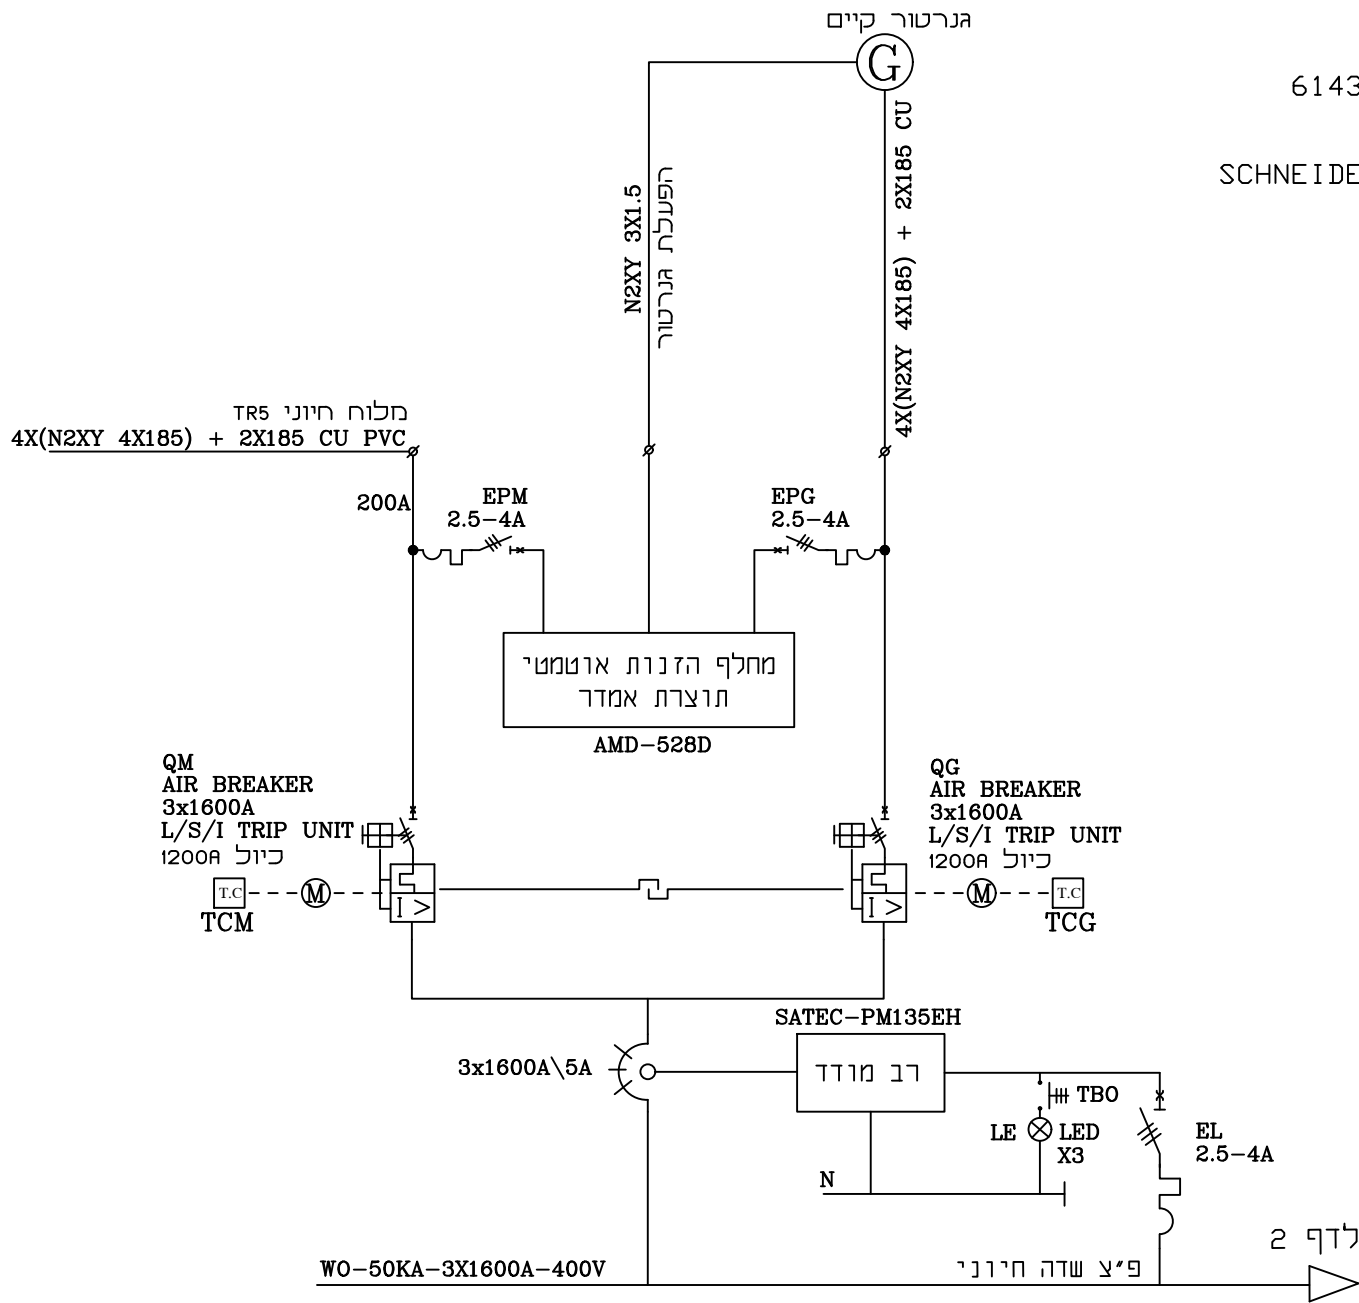 גנרטור קיים
G
6143
SCHNEIDE
N2XY 3X1.5
הפעלת גנרטור
4X(N2XY 4X185) + 2X185 CU
מלוח חיוני TR5
4X(N2XY 4X185) + 2X185 CU PVC
200A
EPM
2.5-4A
EPG
2.5-4A
מחלף הזנות אוטמטי
תוצרת אמדר
AMD-528D
QM
AIR BREAKER
3x1600A
L/S/I TRIP UNIT
כיול 1200A
QG
AIR BREAKER
3x1600A
L/S/I TRIP UNIT
כיול 1200A
T.C
TCM
M
I >
I >
M
T.C
TCG
SATEC-PM135EH
3x1600A\5A
רב מודד
TBO
LE
LED
X3
EL
2.5-4A
N
לדף 2
WO-50KA-3X1600A-400V
פ״צ שדה חיוני